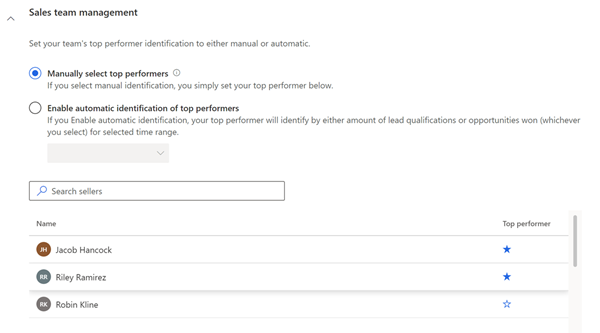 Sales team management
Set your team's top performer identification to either manual or automatic.
Manually select top performers
If you select manual identification, you simply set your top performer below.
Enable automatic identification of top performers
If you Enable automatic identification, your top performer will identify by either amount of lead qualifications or opportunities won (whichever
you select) for selected time range.
Search sellers
Name Top performer
JH Jacob Hancock
RR Riley Ramirez
RK Robin Kline